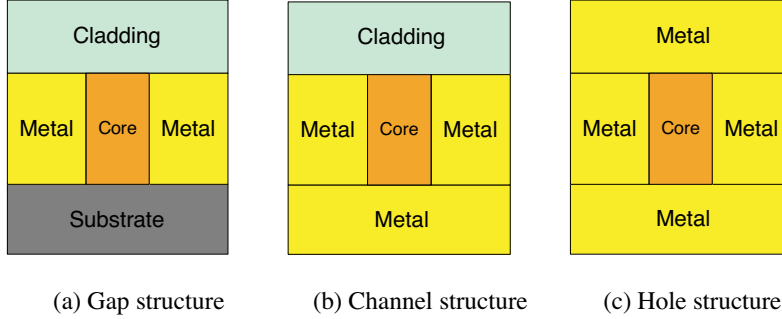 Cladding
Metal Core Metal
Substrate
(a) Gap structure
Cladding
Metal Core Metal
Metal
(b) Channel structure
Metal
Metal Core Metal
Metal
(c) Hole structure